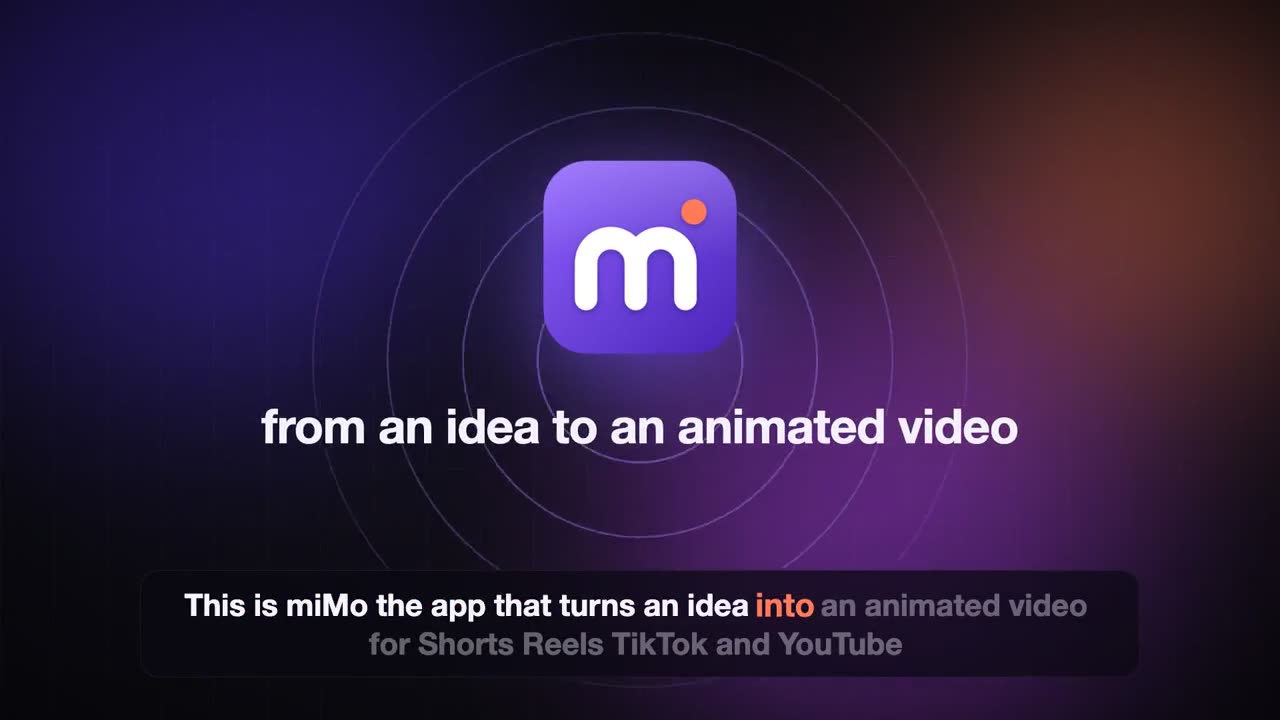 m
from an idea to an animated video
This is miMo the app that turns an idea into an animated video
for Shorts Reels TikTok and YouTube